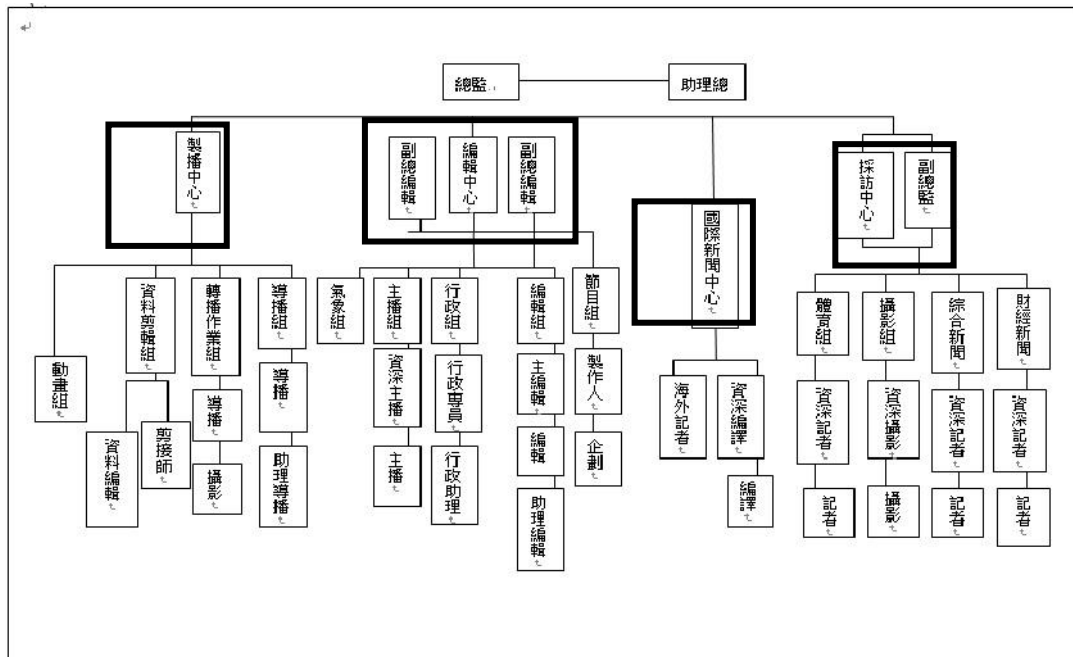 總監
助理總
製播中心
副總編輯
編輯中心
副總編輯
國際新聞中心
採訪中心
副總監
動畫組
資料剪輯組
資料編輯
剪接師
轉播作業組
導播
攝影
導播組
導播
助理導播
氣象組
主播組
資深主播
主播
行政組
行政專員
行政助理
編輯組
主編輯
編輯
助理編輯
節目組
製作人
企劃
海外記者
資深編譯
編譯
體育組
資深記者
記者
攝影組
資深攝影
攝影
綜合新聞
資深記者
記者
財經新聞
資深記者
記者